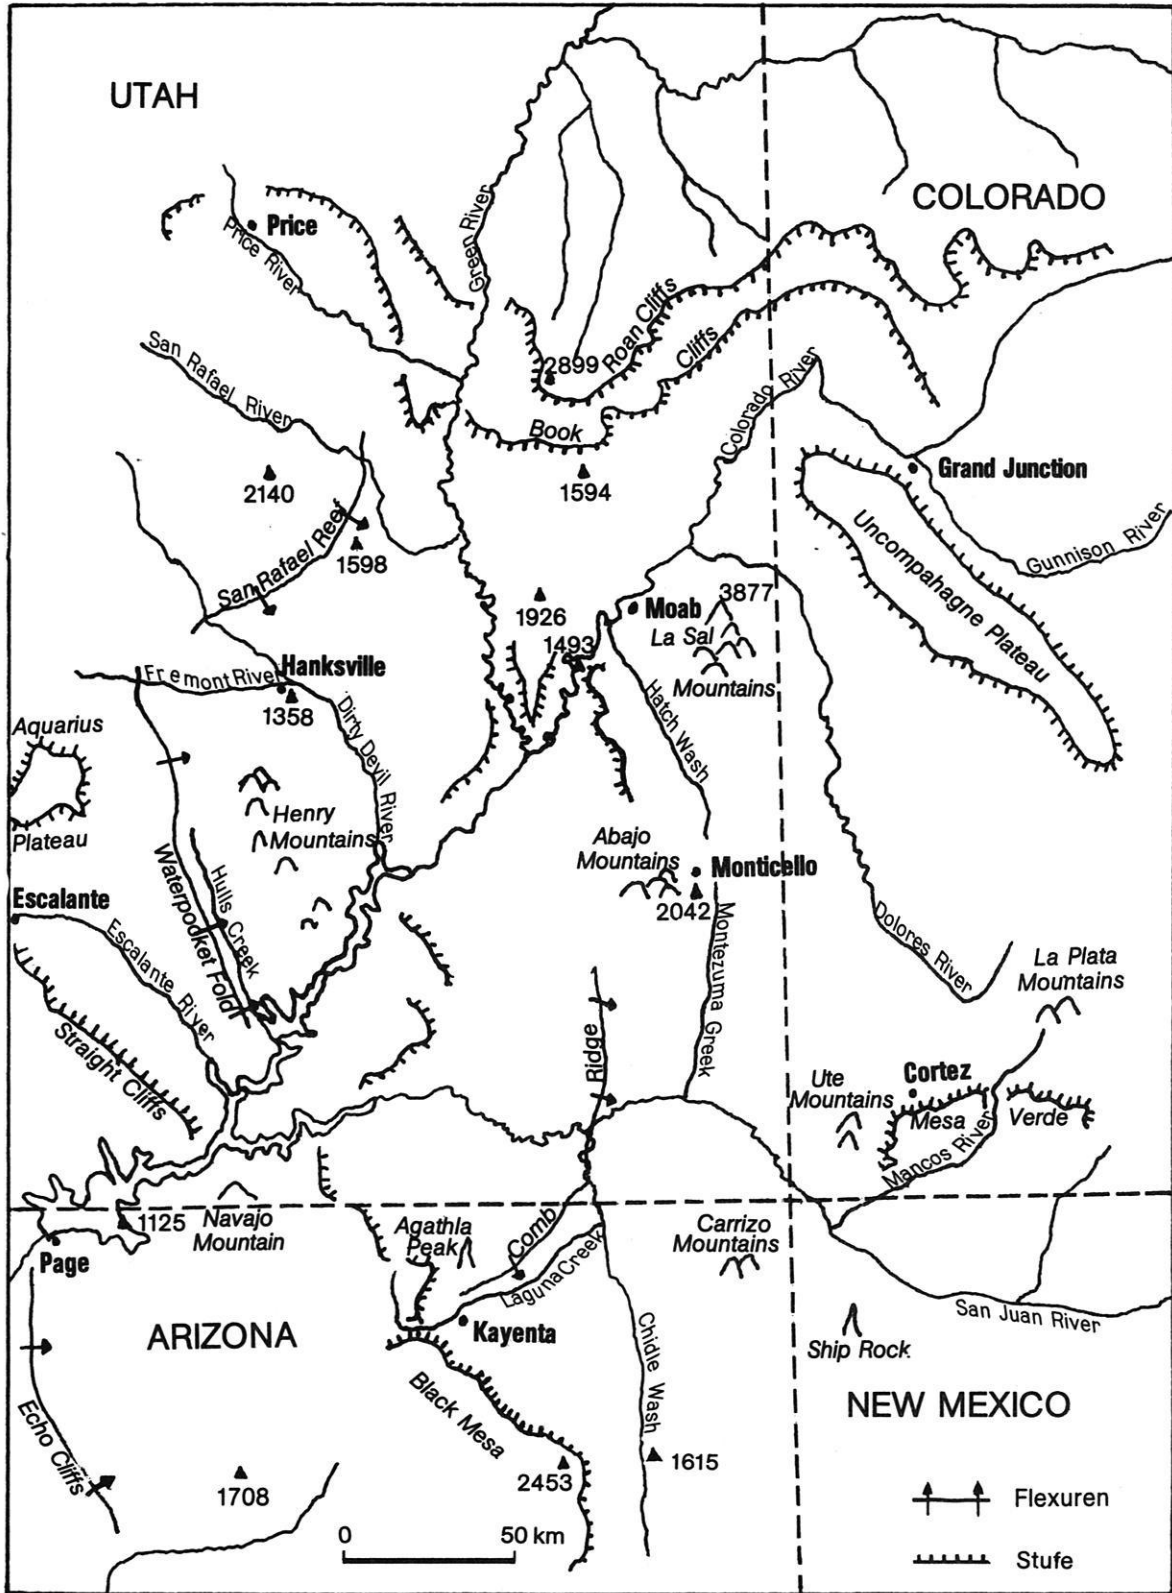 UTAH
COLORADO
Price
Price River
Green River
Roan Cliffs
2899
Cliffs
Book
San Rafael River
Colorado River
Grand Junction
2140
1594
San Rafael Reef
1598
Uncompahagne Plateau
Gunnison River
1926
Moab
3877
La Sal
Mountains
1493
Fremont River
Hanksville
1358
Dirty Devil River
Hatch Wash
Aquarius
Plateau
Henry
Mountains
Abajo
Mountains
Monticello
2042
Waterpocket Fold
Hulls Creek
Escalante
Escalante River
Montezuma Greek
Dolores River
La Plata
Mountains
Straight Cliffs
Ridge
Ute
Mountains
Cortez
Mesa
Verde
Mancos River
1125
Navajo
Mountain
Page
Agathla
Peak
Comb
Laguna Creek
Carrizo
Mountains
San Juan River
ARIZONA
Kayenta
Ship Rock
Chidle Wash
Echo Cliffs
Black Mesa
NEW MEXICO
1708
2453
1615
Flexuren
0 50 km
Stufe